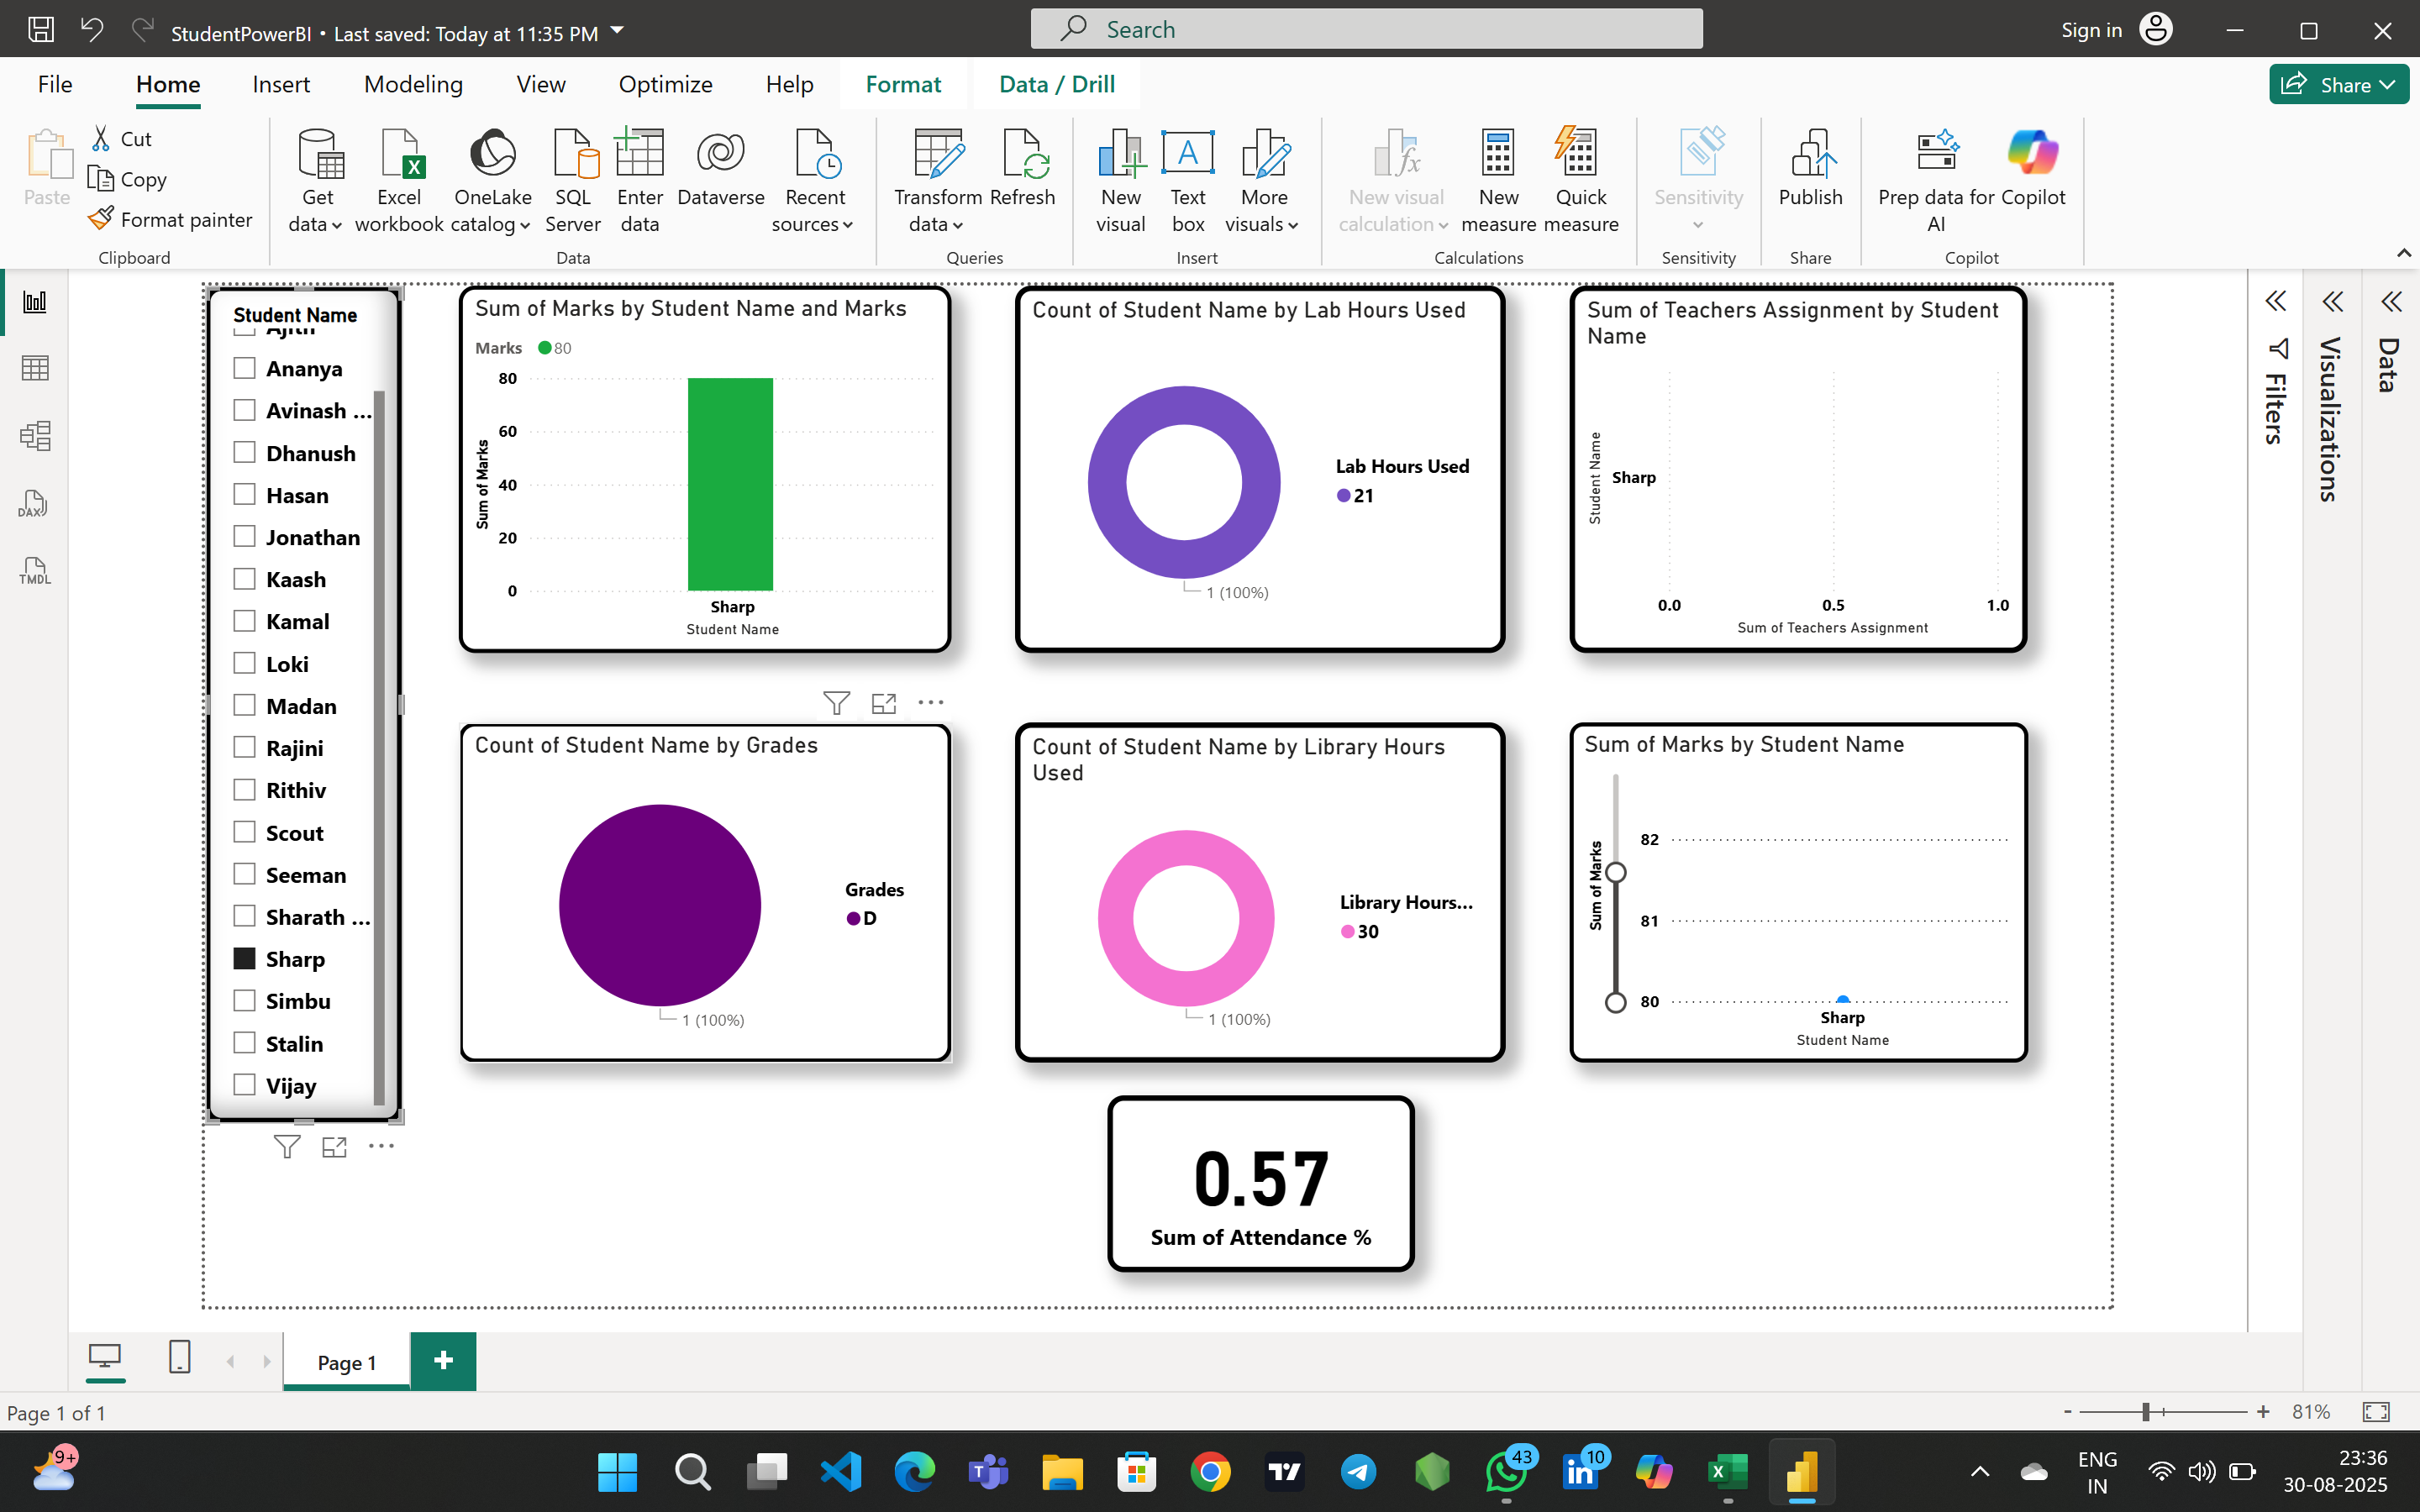 StudentPowerBI • Last saved: Today at 11:35 PM
Search
Sign in
File
Home
Insert
Modeling
View
Optimize
Help
Format
Data / Drill
Share
Paste
Cut
Copy
Format painter
Clipboard
Get data
Excel workbook
OneLake catalog
SQL Server
Enter data
Dataverse
Recent sources
Data
Transform data
Refresh
Queries
New visual
Text box
More visuals
Insert
New visual calculation
New measure
Quick measure
Calculations
Sensitivity
Sensitivity
Publish
Share
Prep data for AI
Copilot
Copilot
DAX
TMDL
Student Name
Ajith
Ananya
Avinash ...
Dhanush
Hasan
Jonathan
Kaash
Kamal
Loki
Madan
Rajini
Rithiv
Scout
Seeman
Sharath ...
Sharp
Simbu
Stalin
Vijay
Sum of Marks by Student Name and Marks
Marks 80
80
60
40
20
0
Sum of Marks
Sharp
Student Name
Count of Student Name by Lab Hours Used
Lab Hours Used
21
1 (100%)
Sum of Teachers Assignment by Student
Name
Student Name
Sharp
0.0 0.5 1.0
Sum of Teachers Assignment
Count of Student Name by Grades
Grades
D
1 (100%)
Count of Student Name by Library Hours
Used
Library Hours...
30
1 (100%)
Sum of Marks by Student Name
82
81
80
Sum of Marks
Sharp
Student Name
0.57
Sum of Attendance %
Filters
Visualizations
Data
Page 1
Page 1 of 1
- + 81%
9+
43
10
ENG
IN
23:36
30-08-2025